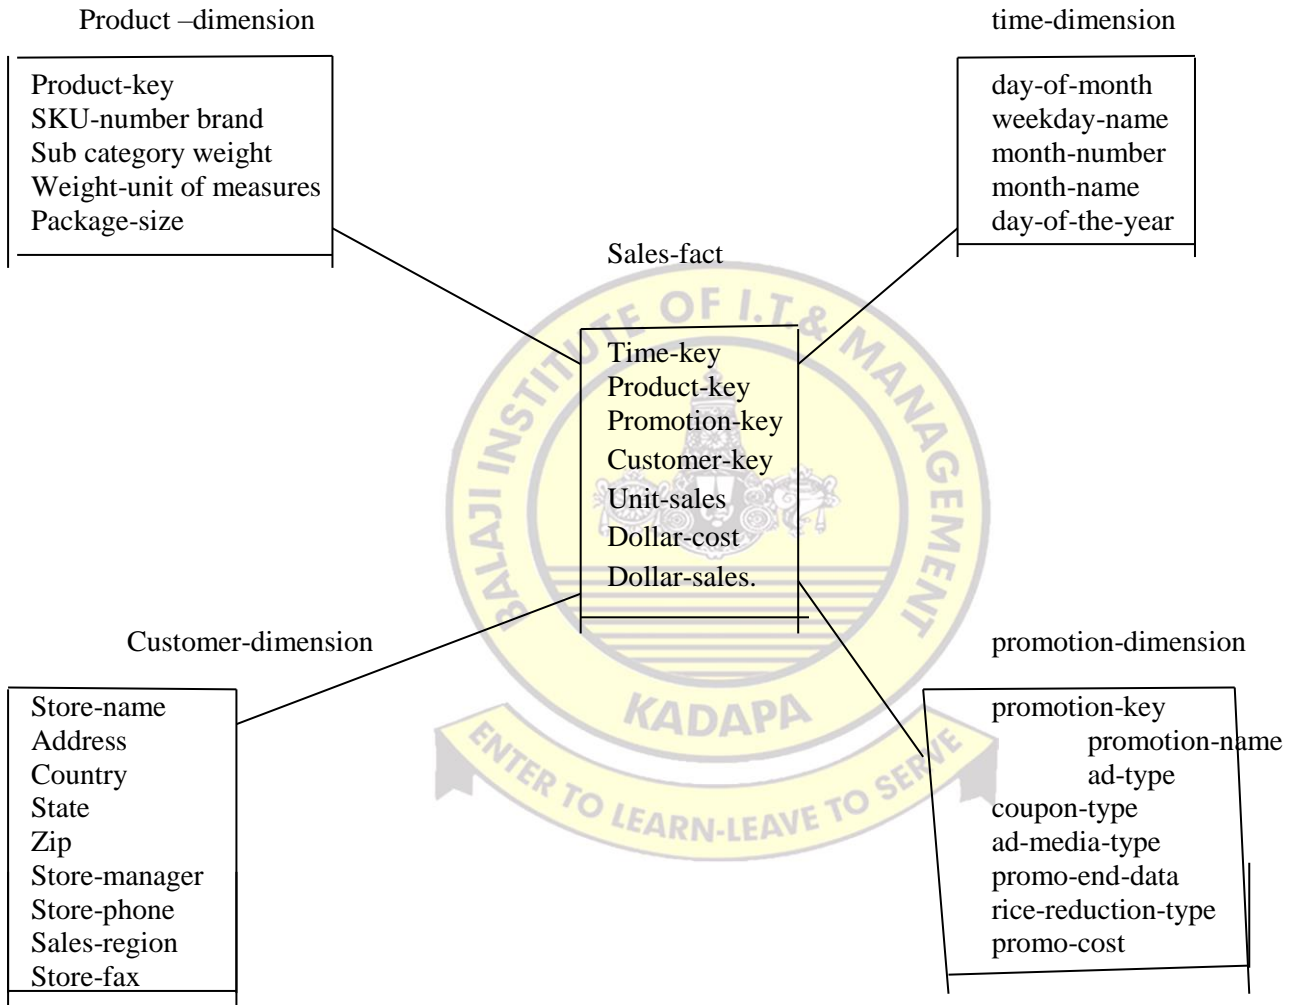 Product –dimension
Product-key
SKU-number brand
Sub category weight
Weight-unit of measures
Package-size
time-dimension
day-of-month
weekday-name
month-number
month-name
day-of-the-year
Sales-fact
Time-key
Product-key
Promotion-key
Customer-key
Unit-sales
Dollar-cost
Dollar-sales.
Customer-dimension
Store-name
Address
Country
State
Zip
Store-manager
Store-phone
Sales-region
Store-fax
promotion-dimension
promotion-key
promotion-name
ad-type
coupon-type
ad-media-type
promo-end-data
rice-reduction-type
promo-cost
BALAJI INSTITUTE OF I.T.& MANAGEMENT
KADAPA
ENTER TO LEARN-LEAVE TO SERVE